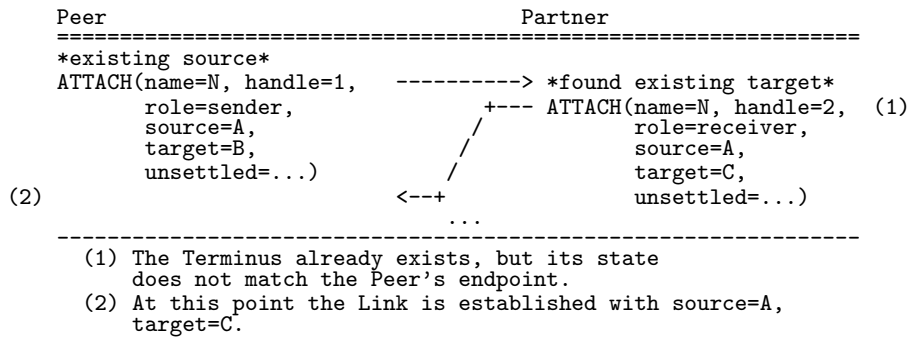 Peer                                 Partner
================================================================
*existing source*
ATTACH(name=N, handle=1,   ----------> *found existing target*
       role=sender,               +--- ATTACH(name=N, handle=2,  (1)
       source=A,                 /            role=receiver,
       target=B,                /             source=A,
       unsettled=...)          /              target=C,
(2)                        <--+               unsettled=...)
...
----------------------------------------------------------------
(1) The Terminus already exists, but its state
does not match the Peer's endpoint.
(2) At this point the Link is established with source=A,
target=C.